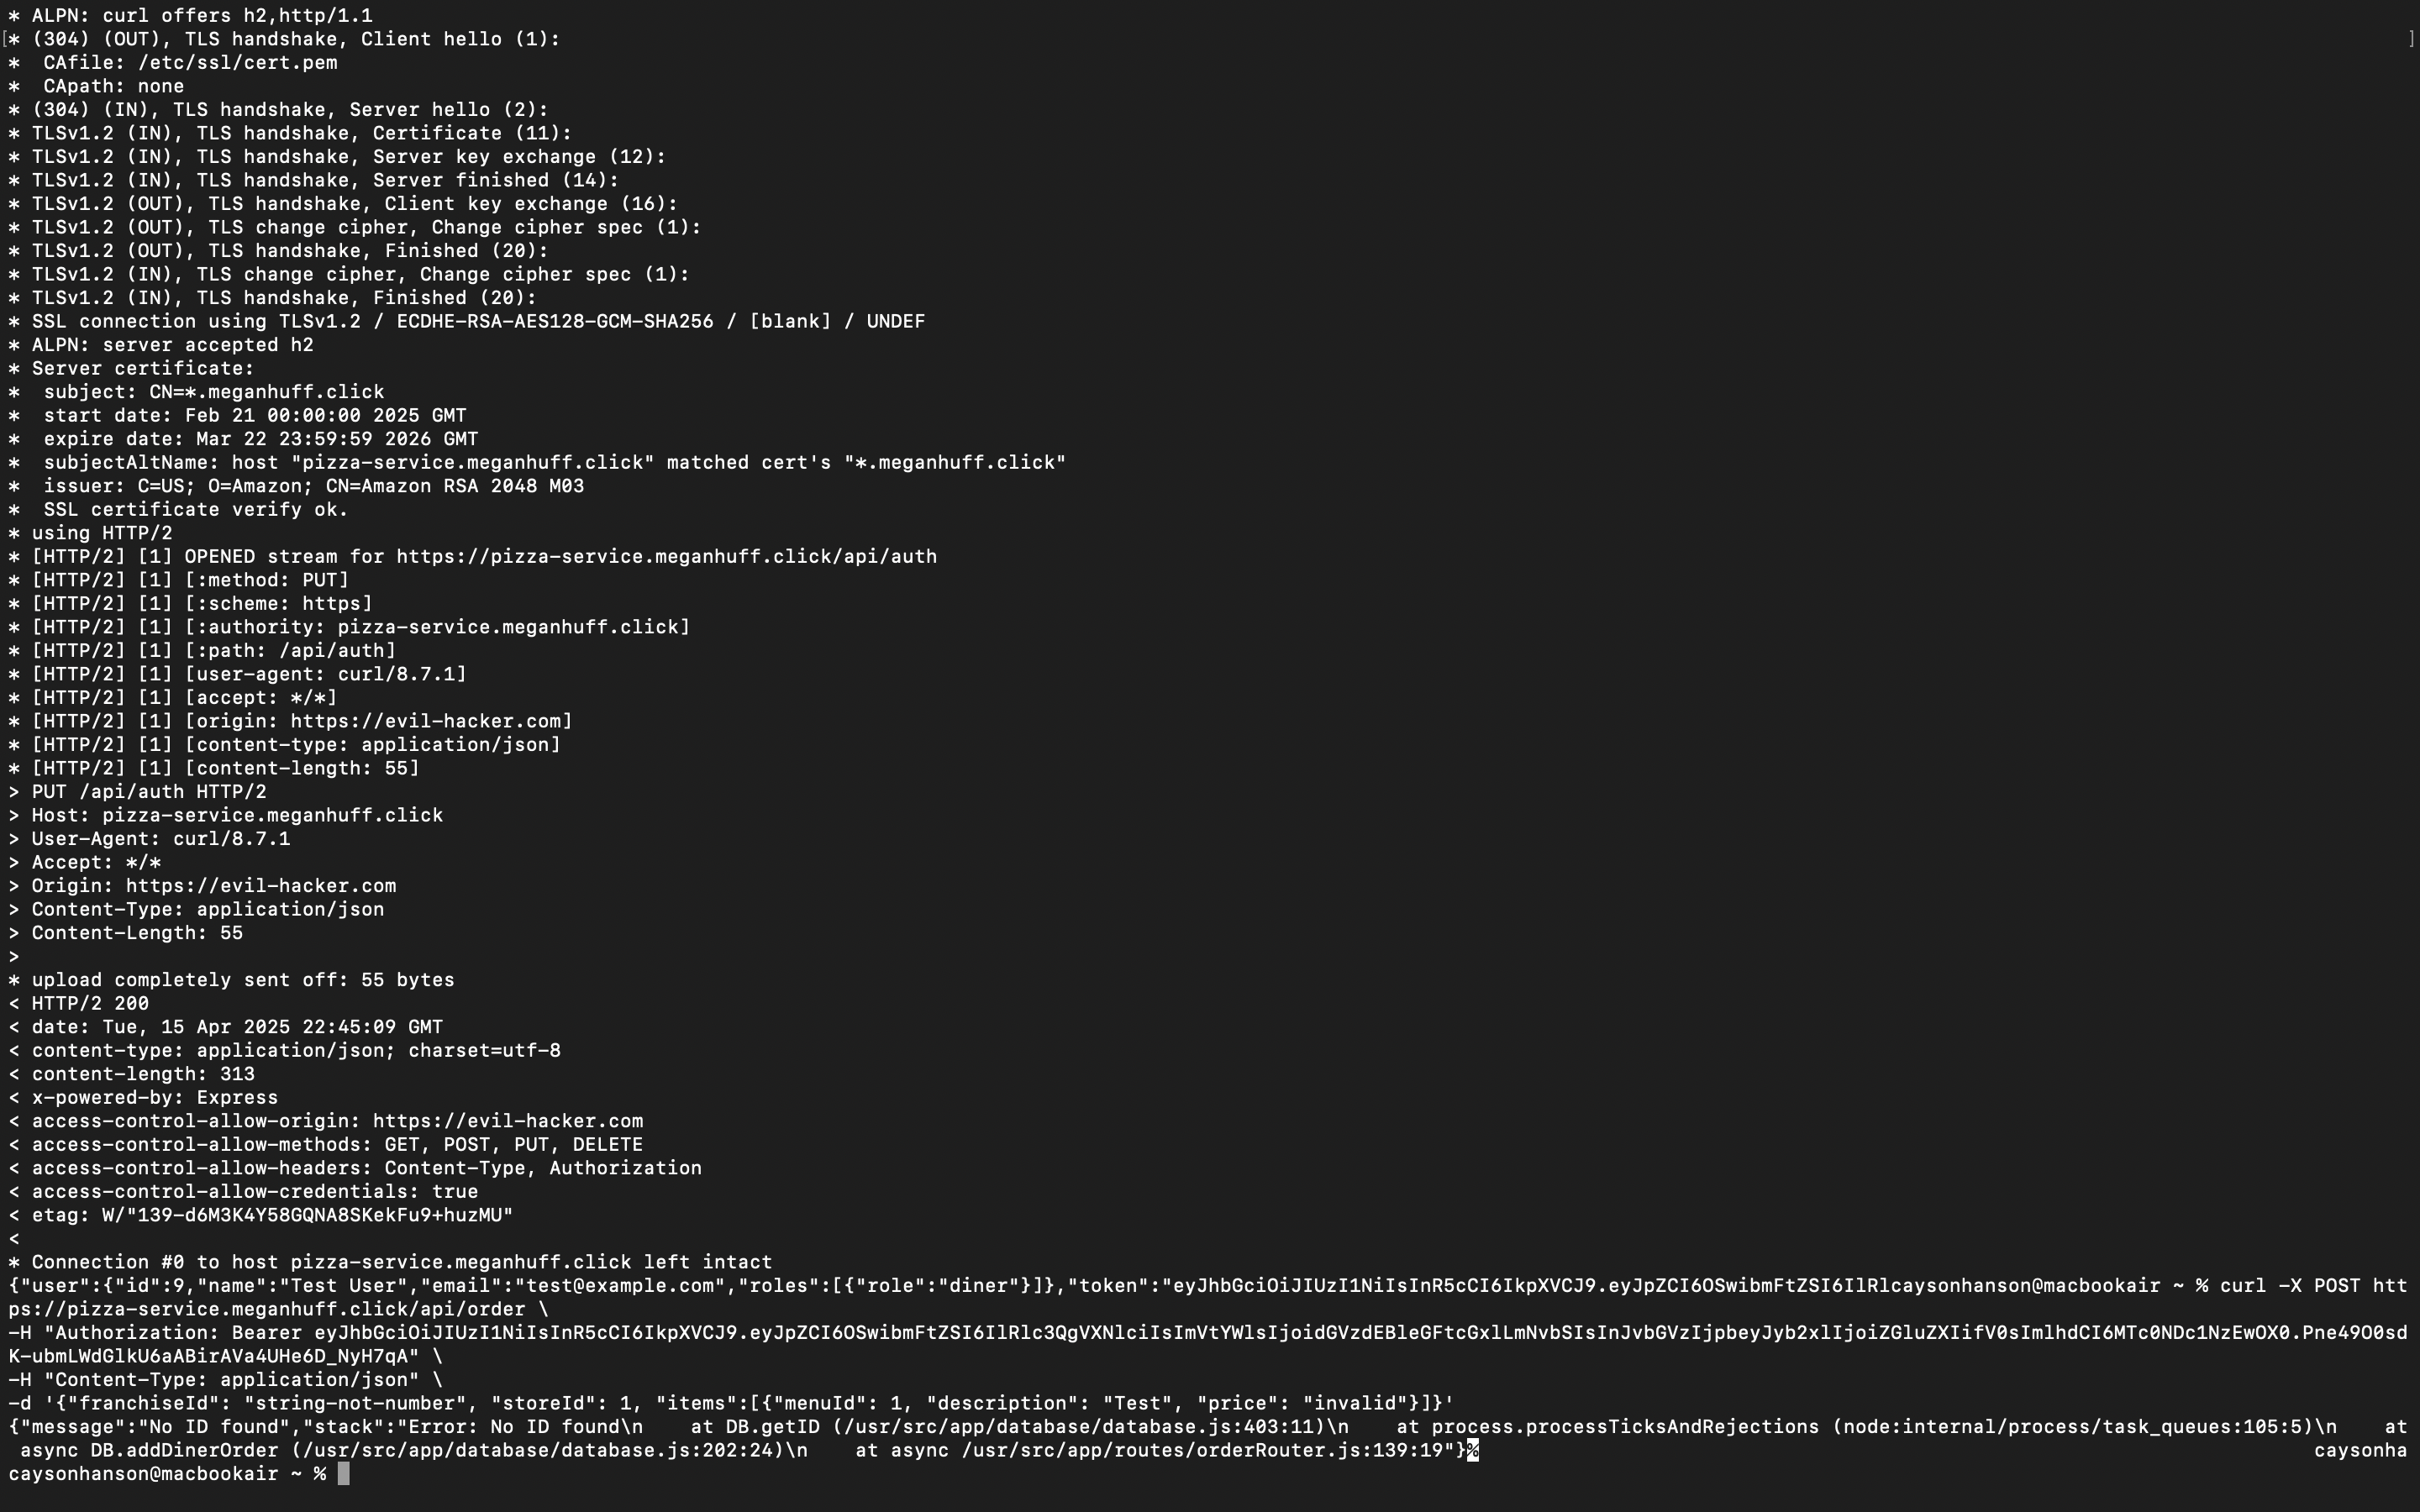 * ALPN: curl offers h2,http/1.1
[* (304) (OUT), TLS handshake, Client hello (1): ]
*  CAfile: /etc/ssl/cert.pem
*  CApath: none
* (304) (IN), TLS handshake, Server hello (2):
* TLSv1.2 (IN), TLS handshake, Certificate (11):
* TLSv1.2 (IN), TLS handshake, Server key exchange (12):
* TLSv1.2 (IN), TLS handshake, Server finished (14):
* TLSv1.2 (OUT), TLS handshake, Client key exchange (16):
* TLSv1.2 (OUT), TLS change cipher, Change cipher spec (1):
* TLSv1.2 (OUT), TLS handshake, Finished (20):
* TLSv1.2 (IN), TLS change cipher, Change cipher spec (1):
* TLSv1.2 (IN), TLS handshake, Finished (20):
* SSL connection using TLSv1.2 / ECDHE-RSA-AES128-GCM-SHA256 / [blank] / UNDEF
* ALPN: server accepted h2
* Server certificate:
*  subject: CN=*.meganhuff.click
*  start date: Feb 21 00:00:00 2025 GMT
*  expire date: Mar 22 23:59:59 2026 GMT
*  subjectAltName: host "pizza-service.meganhuff.click" matched cert's "*.meganhuff.click"
*  issuer: C=US; O=Amazon; CN=Amazon RSA 2048 M03
*  SSL certificate verify ok.
* using HTTP/2
* [HTTP/2] [1] OPENED stream for https://pizza-service.meganhuff.click/api/auth
* [HTTP/2] [1] [:method: PUT]
* [HTTP/2] [1] [:scheme: https]
* [HTTP/2] [1] [:authority: pizza-service.meganhuff.click]
* [HTTP/2] [1] [:path: /api/auth]
* [HTTP/2] [1] [user-agent: curl/8.7.1]
* [HTTP/2] [1] [accept: */*]
* [HTTP/2] [1] [origin: https://evil-hacker.com]
* [HTTP/2] [1] [content-type: application/json]
* [HTTP/2] [1] [content-length: 55]
> PUT /api/auth HTTP/2
> Host: pizza-service.meganhuff.click
> User-Agent: curl/8.7.1
> Accept: */*
> Origin: https://evil-hacker.com
> Content-Type: application/json
> Content-Length: 55
>
* upload completely sent off: 55 bytes
< HTTP/2 200
< date: Tue, 15 Apr 2025 22:45:09 GMT
< content-type: application/json; charset=utf-8
< content-length: 313
< x-powered-by: Express
< access-control-allow-origin: https://evil-hacker.com
< access-control-allow-methods: GET, POST, PUT, DELETE
< access-control-allow-headers: Content-Type, Authorization
< access-control-allow-credentials: true
< etag: W/"139-d6M3K4Y58GQNA8SKekFu9+huzMU"
<
* Connection #0 to host pizza-service.meganhuff.click left intact
{"user":{"id":9,"name":"Test User","email":"test@example.com","roles":[{"role":"diner"}]},"token":"eyJhbGciOiJIUzI1NiIsInR5cCI6IkpXVCJ9.eyJpZCI6OSwibmFtZSI6IlRlcaysonhanson@macbookair ~ % curl -X POST htt
ps://pizza-service.meganhuff.click/api/order \
-H "Authorization: Bearer eyJhbGciOiJIUzI1NiIsInR5cCI6IkpXVCJ9.eyJpZCI6OSwibmFtZSI6IlRlc3QgVXNlciIsImVtYWlsIjoidGVzdEBleGFtcGxlLmNvbSIsInJvbGVzIjpbeyJyb2xlIjoiZGluZXIifV0sImlhdCI6MTc0NDc1NzEwOX0.Pne49O0sd
K-ubmLWdGlkU6aABirAVa4UHe6D_NyH7qA" \
-H "Content-Type: application/json" \
-d '{"franchiseId": "string-not-number", "storeId": 1, "items":[{"menuId": 1, "description": "Test", "price": "invalid"}]}'
{"message":"No ID found","stack":"Error: No ID found\n    at DB.getID (/usr/src/app/database/database.js:403:11)\n    at process.processTicksAndRejections (node:internal/process/task_queues:105:5)\n    at
 async DB.addDinerOrder (/usr/src/app/database/database.js:202:24)\n    at async /usr/src/app/routes/orderRouter.js:139:19"}% caysonha
caysonhanson@macbookair ~ %